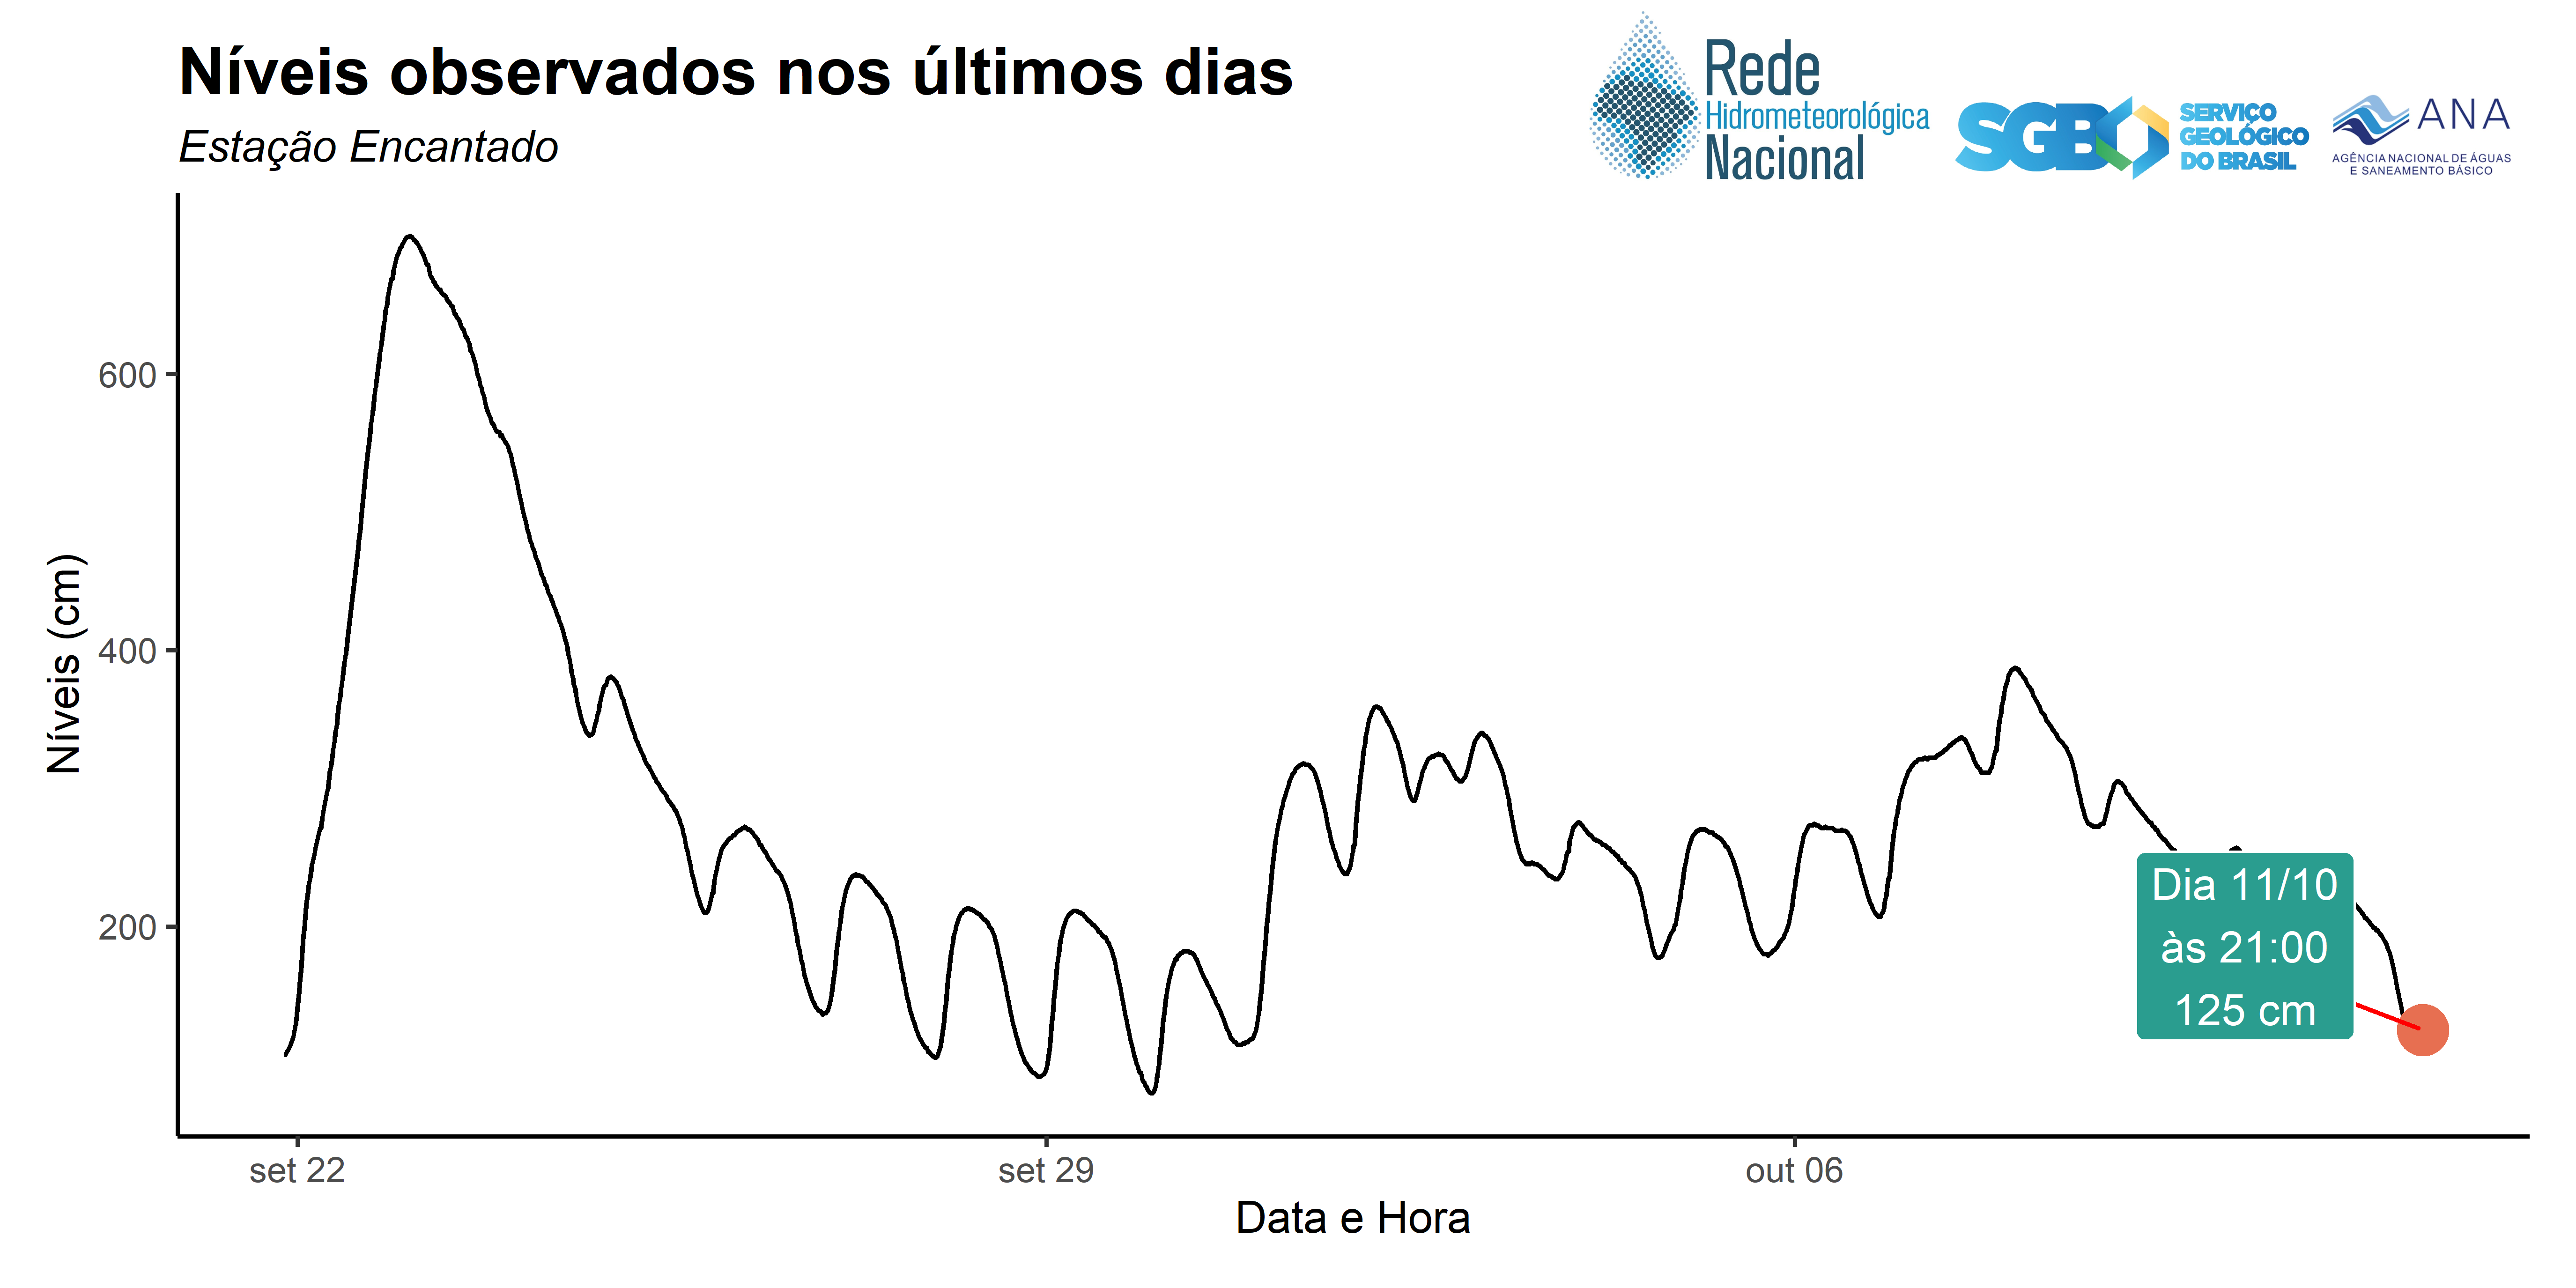 Níveis observados nos últimos dias
Estação Encantado
Rede
Hidrometeorológica
Nacional
SGB
SERVIÇO
GEOLÓGICO
DO BRASIL
ANA
AGÊNCIA NACIONAL DE ÁGUAS
E SANEAMENTO BÁSICO
Níveis (cm)
600
400
200
Dia 11/10
às 21:00
125 cm
set 22
set 29
out 06
Data e Hora